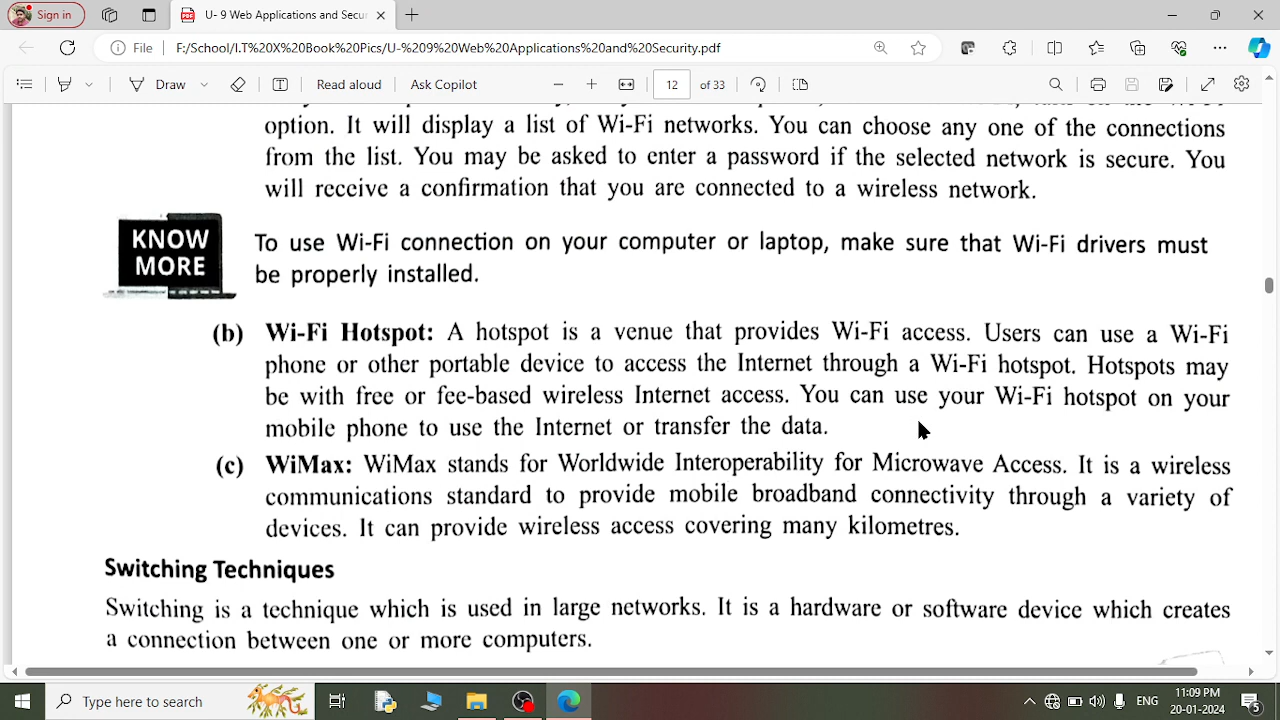 Sign in
U- 9 Web Applications and Secur
File
F:/School/I.T%20X%20Book%20Pics/U-%209%20Web%20Applications%20and%20Security.pdf
Draw
Read aloud
Ask Copilot
12
of 33
option. It will display a list of Wi-Fi networks. You can choose any one of the connections
from the list. You may be asked to enter a password if the selected network is secure. You
will receive a confirmation that you are connected to a wireless network.
KNOW
MORE
To use Wi-Fi connection on your computer or laptop, make sure that Wi-Fi drivers must
be properly installed.
(b) Wi-Fi Hotspot: A hotspot is a venue that provides Wi-Fi access. Users can use a Wi-Fi
phone or other portable device to access the Internet through a Wi-Fi hotspot. Hotspots may
be with free or fee-based wireless Internet access. You can use your Wi-Fi hotspot on your
mobile phone to use the Internet or transfer the data.
(c) WiMax: WiMax stands for Worldwide Interoperability for Microwave Access. It is a wireless
communications standard to provide mobile broadband connectivity through a variety of
devices. It can provide wireless access covering many kilometres.
Switching Techniques
Switching is a technique which is used in large networks. It is a hardware or software device which creates
a connection between one or more computers.
Type here to search
ENG
11:09 PM
20-01-2024
5